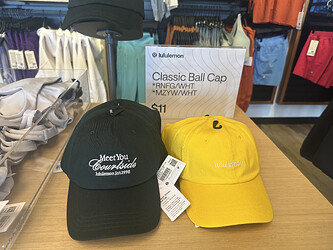 lululemon
Classic Ball Cap
*RNFG/WHT
*MZYW/WHT
$11
Meet You
Courtside
lululemon Est.1998